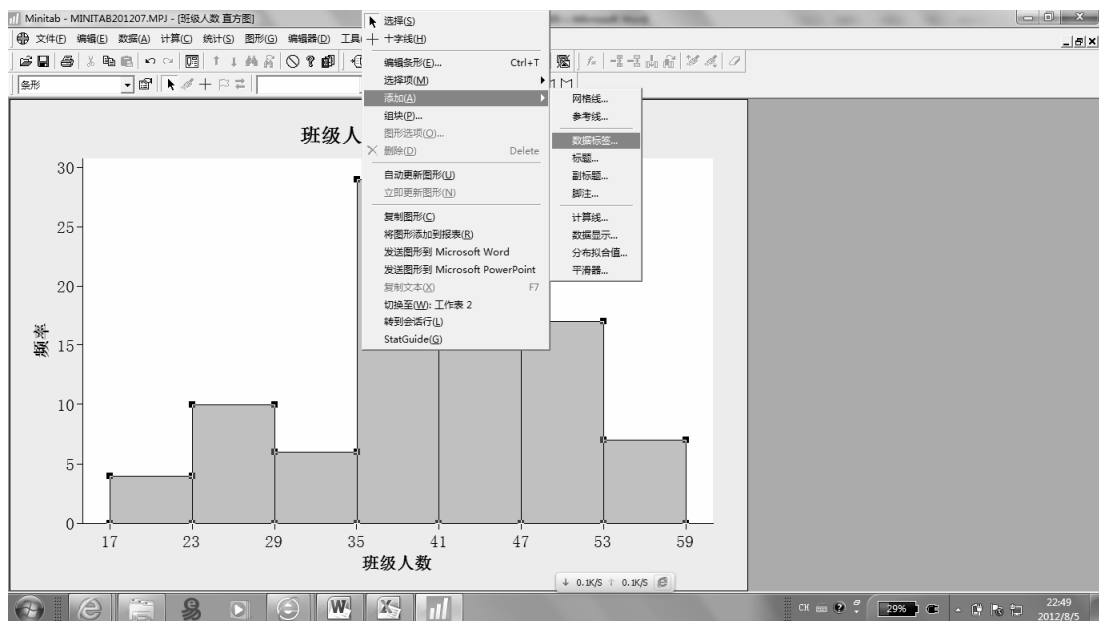 Minitab - MINITAB201207.MPJ - [班级人数 直方图]
文件(F) 编辑(E) 数据(A) 计算(C) 统计(S) 图形(G) 编辑器(D) 工具
条形
选择(S)
十字线(H)
编辑条形(E)... Ctrl+T
选择项(M)
添加(A)
组块(P)...
图形选项(O)...
删除(D) Delete
自动更新图形(U)
立即更新图形(N)
复制图形(C)
将图形添加到报表(R)
发送图形到 Microsoft Word
发送图形到 Microsoft PowerPoint
复制文本(X) F7
切换至(W): 工作表 2
转到会话行(L)
StatGuide(G)
网格线...
参考线...
数据标签...
标题...
副标题...
脚注...
计算线...
数据显示...
分布拟合值...
平滑器...
班级人
30
25
20
15
10
5
0
频率
17 23 29 35 41 47 53 59
班级人数
↓ 0.1K/S ↑ 0.1K/S
CH 29% 22:49
2012/8/5